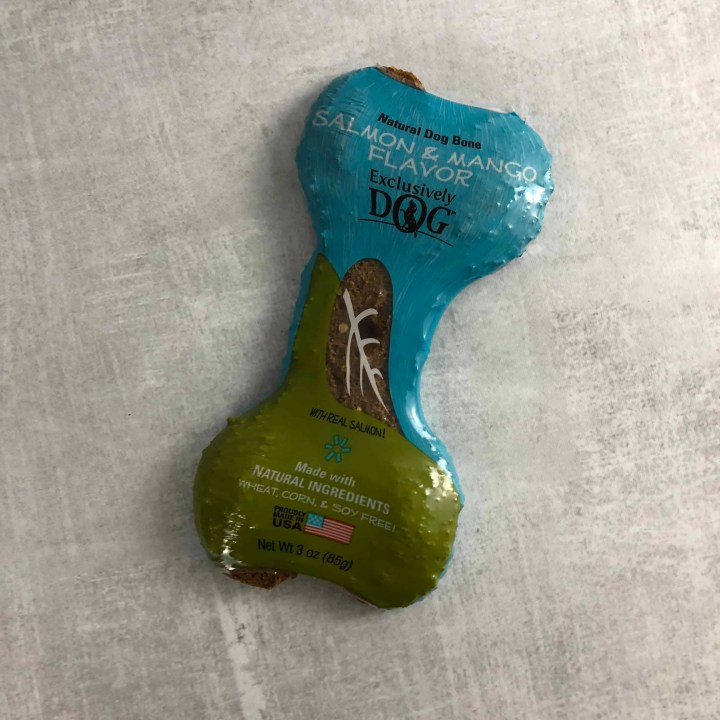 Natural Dog Bone
SALMON & MANGO
FLAVOR
Exclusively
DOG™
WITH REAL SALMON!
Made with
NATURAL INGREDIENTS
WHEAT, CORN, & SOY FREE!
PROUDLY
MADE IN
USA
Net Wt 3 oz (85g)